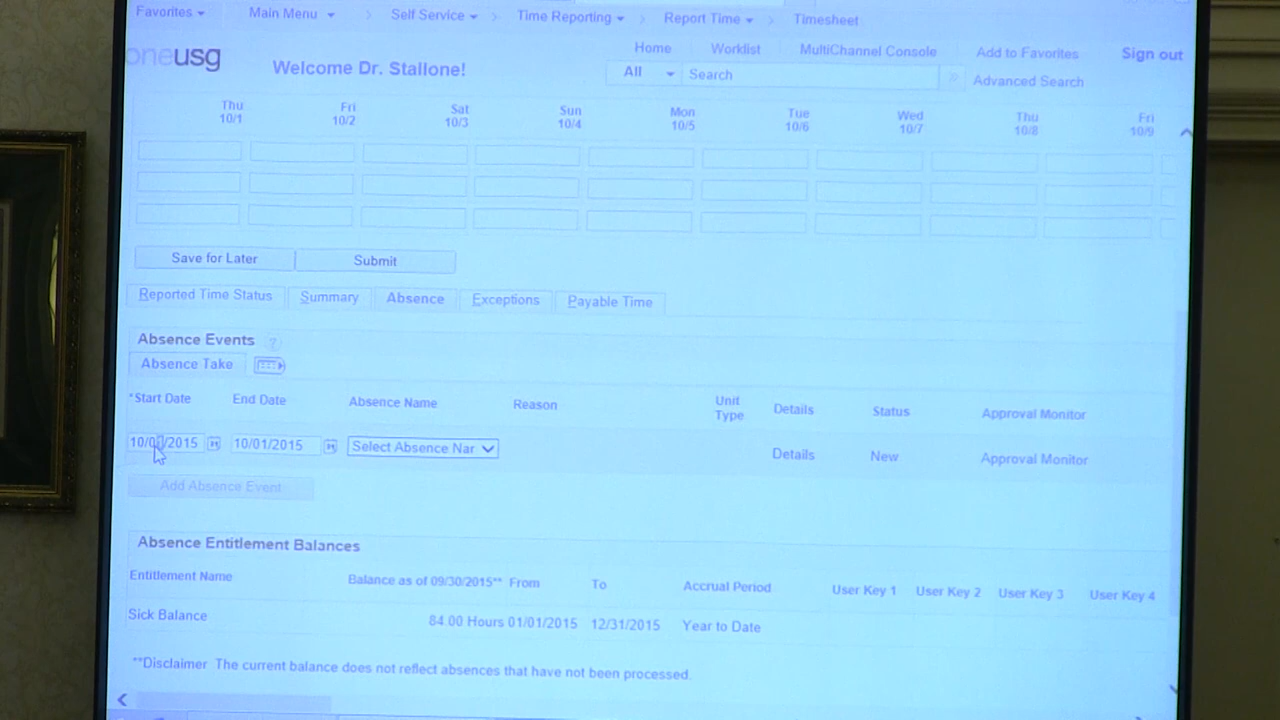 Favorites Main Menu > Self Service > Time Reporting > Report Time > Timesheet
oneusg
Welcome Dr. Stallone!
Home Worklist MultiChannel Console Add to Favorites Sign out
All Search Advanced Search
Thu Fri Sat Sun Mon Tue Wed Thu Fri
10/1 10/2 10/3 10/4 10/5 10/6 10/7 10/8 10/9
Save for Later Submit
Reported Time Status Summary Absence Exceptions Payable Time
Absence Events ?
Absence Take
*Start Date End Date Absence Name Reason Unit Type Details Status Approval Monitor
10/00/2015 10/01/2015 Select Absence Nar Details New Approval Monitor
Add Absence Event
Absence Entitlement Balances
Entitlement Name Balance as of 09/30/2015** From To Accrual Period User Key 1 User Key 2 User Key 3 User Key 4
Sick Balance 84.00 Hours 01/01/2015 12/31/2015 Year to Date
**Disclaimer The current balance does not reflect absences that have not been processed.